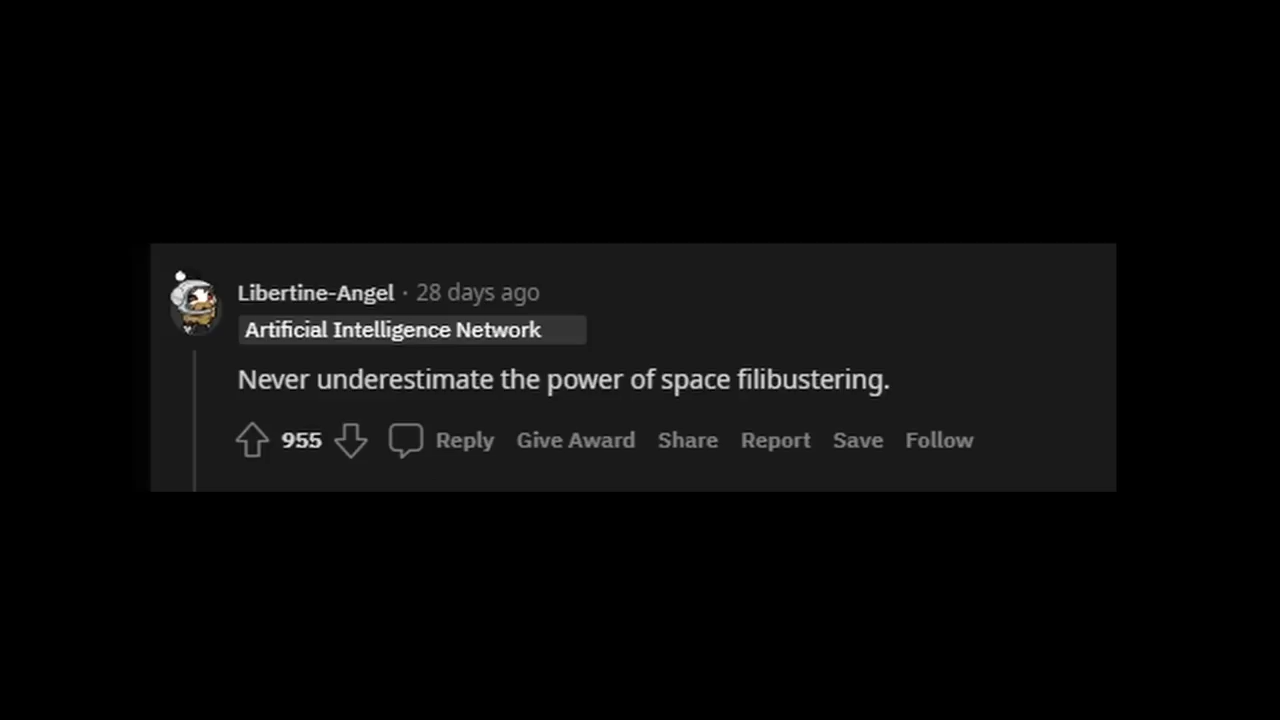 Libertine-Angel · 28 days ago
Artificial Intelligence Network
Never underestimate the power of space filibustering.
955 Reply Give Award Share Report Save Follow